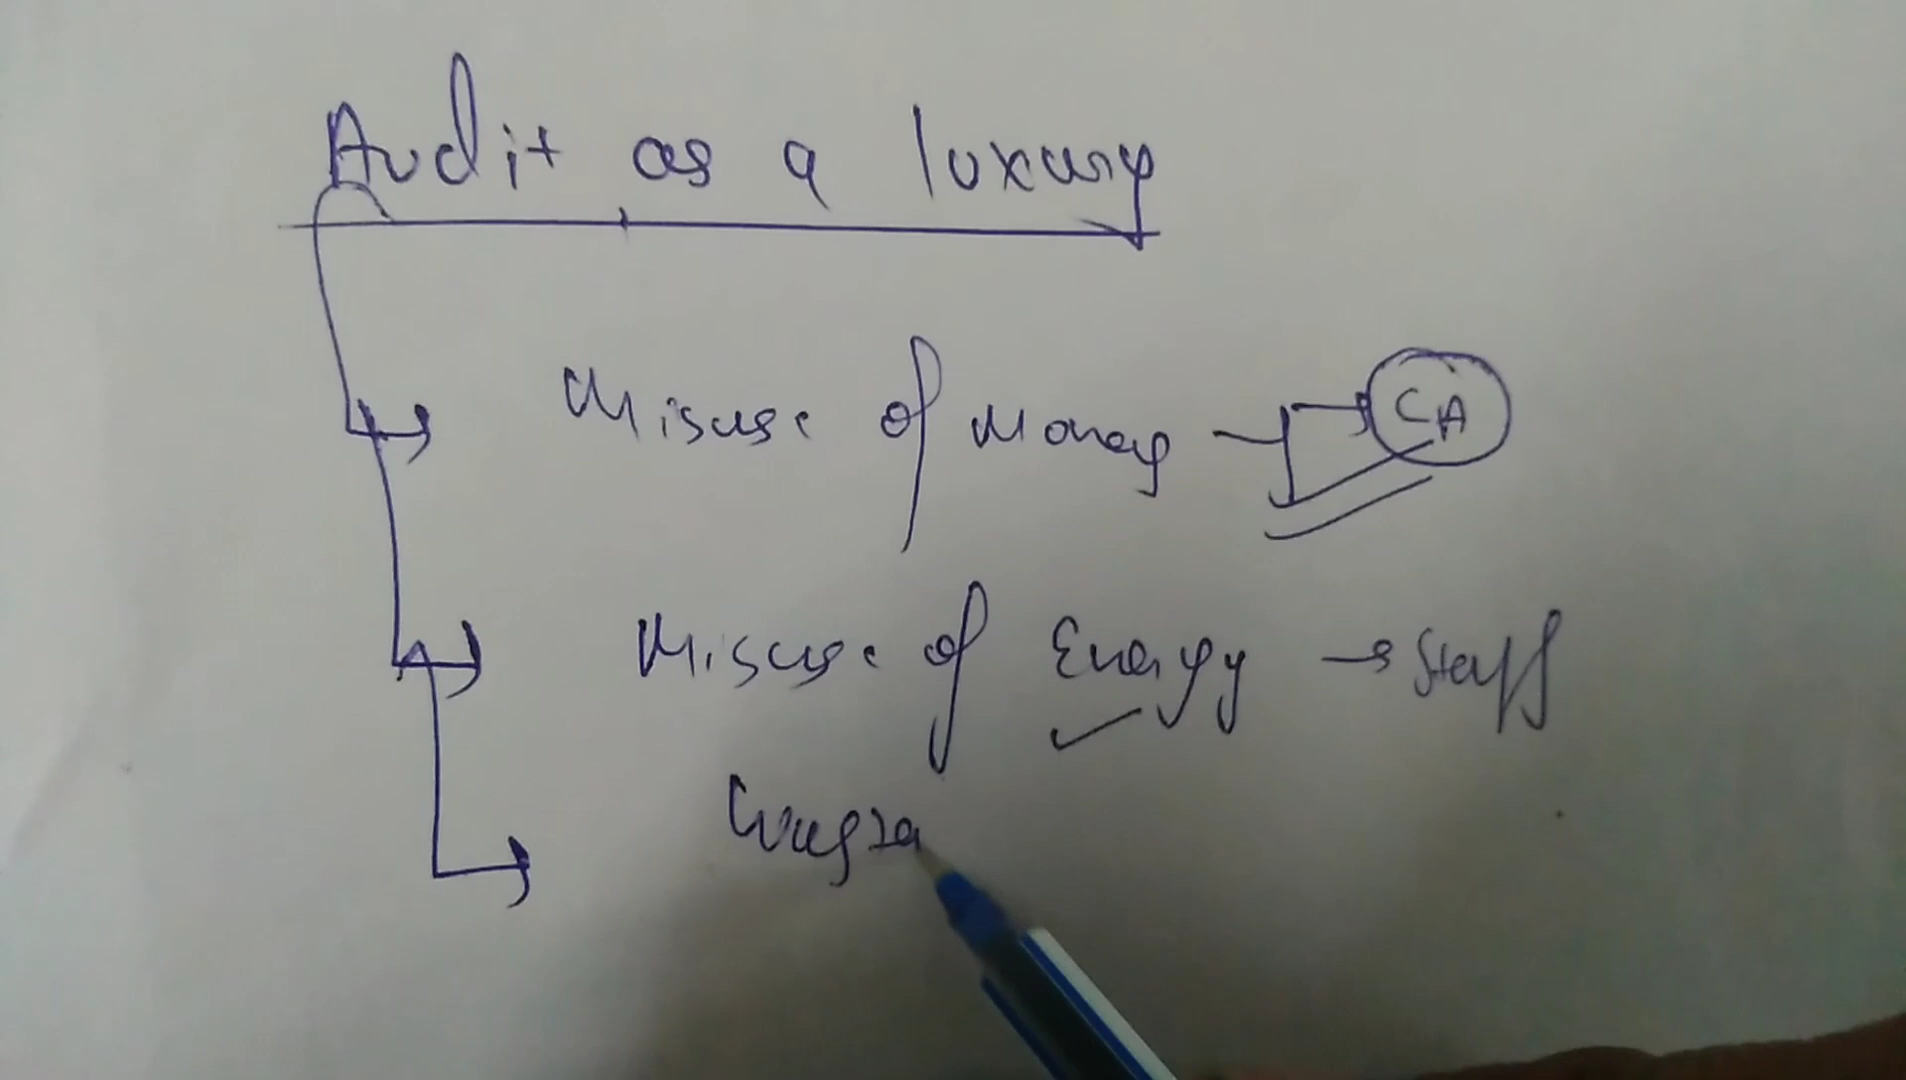 Audit as a luxury
Misuse of Money → CA
Misuse of Energy → Staff